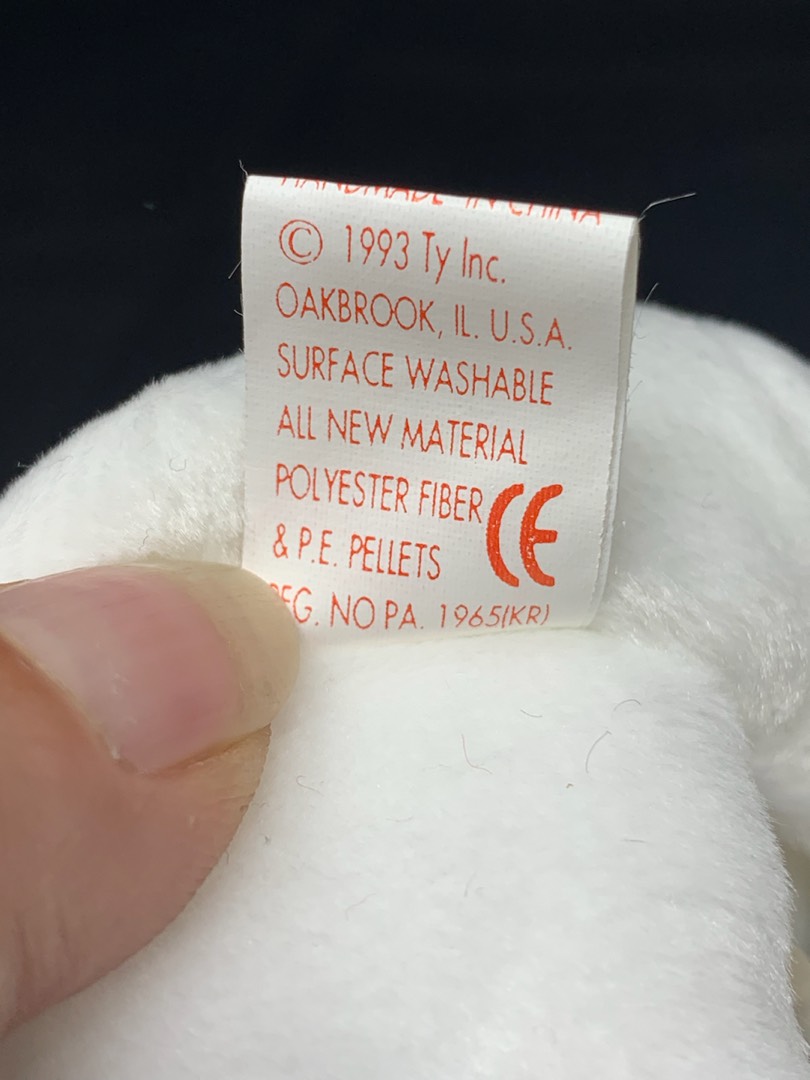 HANDMADE IN CHINA
© 1993 Ty Inc.
OAKBROOK, IL. U.S.A.
SURFACE WASHABLE
ALL NEW MATERIAL
POLYESTER FIBER
& P.E. PELLETS CE
REG. NO PA. 1965(KR)